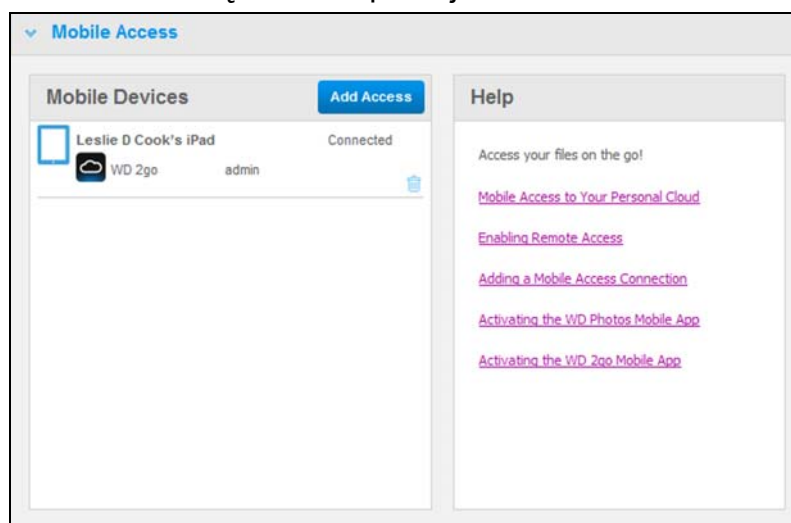 Mobile Access
Mobile Devices
Add Access
Leslie D Cook's iPad
Connected
WD 2go
admin
Help
Access your files on the go!
Mobile Access to Your Personal Cloud
Enabling Remote Access
Adding a Mobile Access Connection
Activating the WD Photos Mobile App
Activating the WD 2go Mobile App